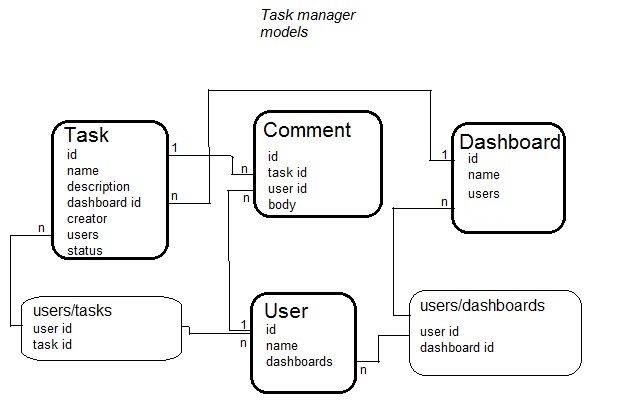 Task manager
models
Task
id
name
description
dashboard id
creator
users
status
1
n
n
Comment
id
task id
user id
body
n
n
Dashboard
id
name
users
1
n
users/tasks
user id
task id
User
id
name
dashboards
1
n
n
users/dashboards
user id
dashboard id